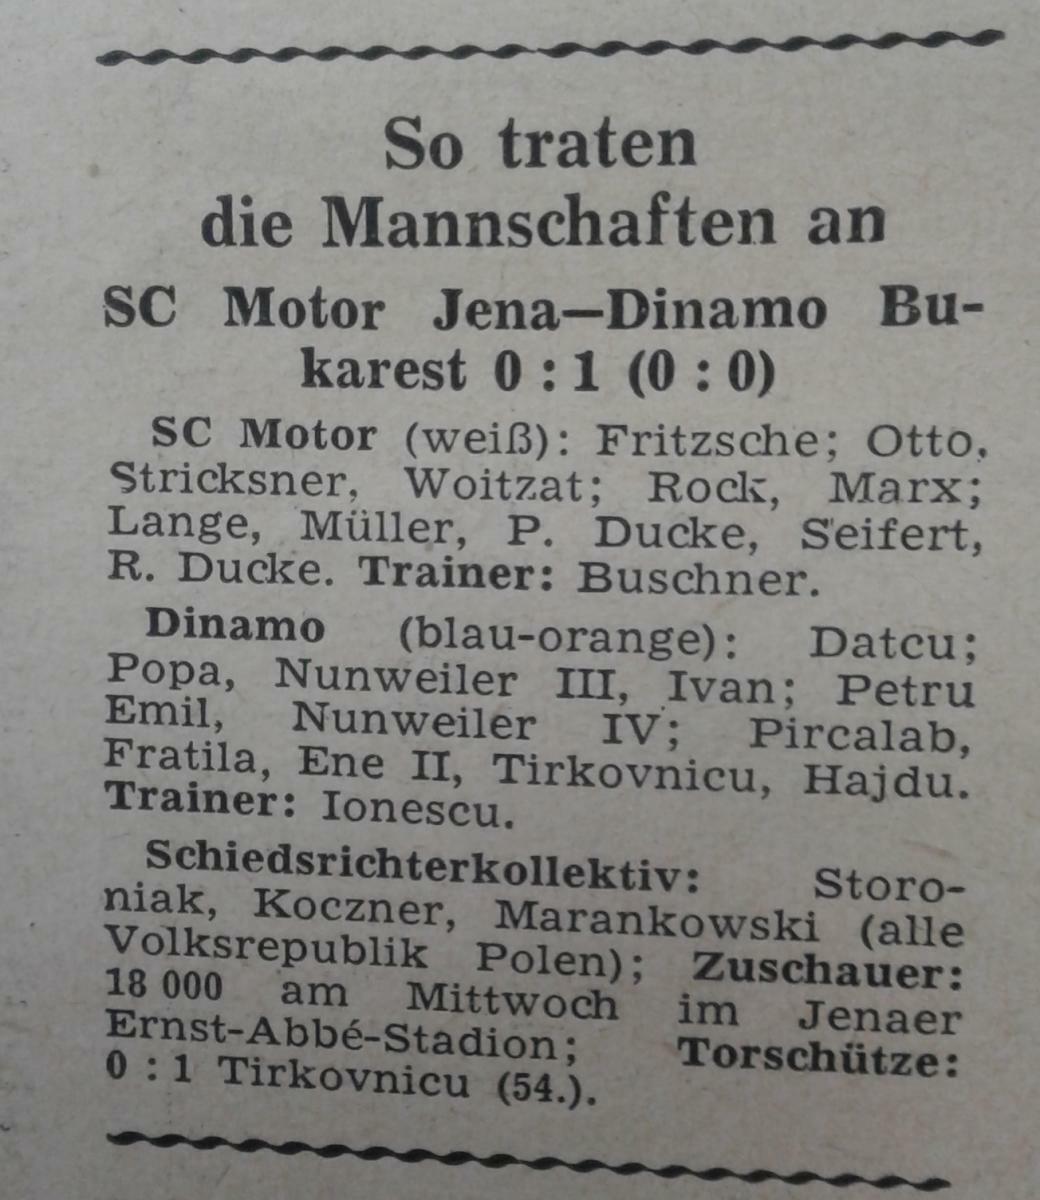 So traten
die Mannschaften an
SC Motor Jena—Dinamo Bu-
karest 0 : 1 (0 : 0)
SC Motor (weiß): Fritzsche; Otto,
Stricksner, Woitzat; Rock, Marx;
Lange, Müller, P. Ducke, Seifert,
R. Ducke. Trainer: Buschner.
Dinamo (blau-orange): Datcu;
Popa, Nunweiler III, Ivan; Petru
Emil, Nunweiler IV; Pircalab,
Fratila, Ene II, Tirkovnicu, Hajdu.
Trainer: Ionescu.
Schiedsrichterkollektiv: Storo-
niak, Koczner, Marankowski (alle
Volksrepublik Polen); Zuschauer:
18 000 am Mittwoch im Jenaer
Ernst-Abbé-Stadion; Torschütze:
0 : 1 Tirkovnicu (54.).